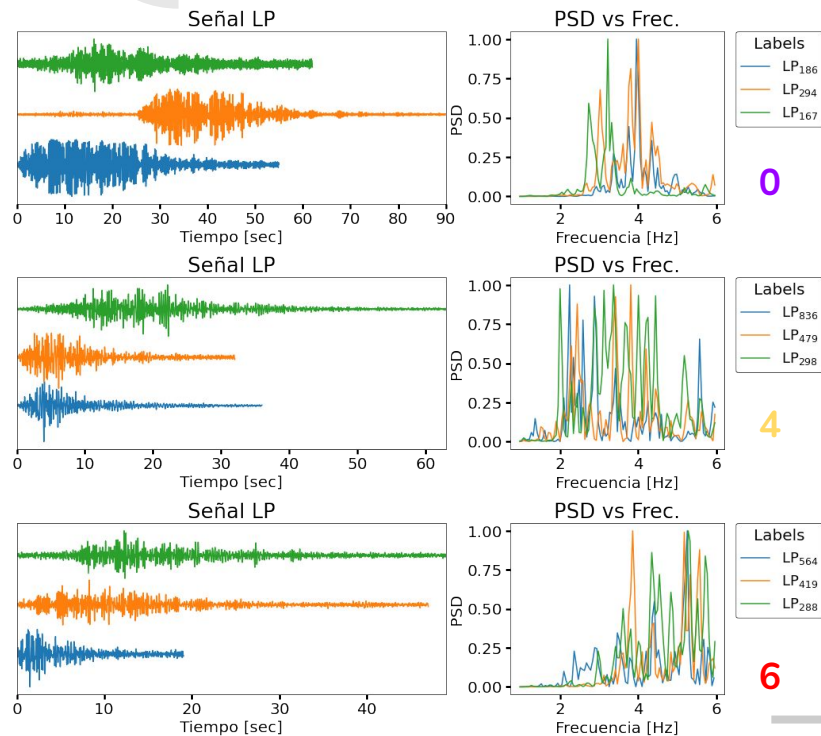 Señal LP
PSD vs Frec.
Labels
LP186
LP294
LP167
PSD
1.00
0.75
0.50
0.25
0.00
0
0 10 20 30 40 50 60 70 80 90
2 4 6
Tiempo [sec]
Frecuencia [Hz]
Señal LP
PSD vs Frec.
Labels
LP836
LP479
LP298
PSD
1.00
0.75
0.50
0.25
0.00
4
0 10 20 30 40 50 60
2 4 6
Tiempo [sec]
Frecuencia [Hz]
Señal LP
PSD vs Frec.
Labels
LP564
LP419
LP288
PSD
1.00
0.75
0.50
0.25
0.00
6
0 10 20 30 40
2 4 6
Tiempo [sec]
Frecuencia [Hz]